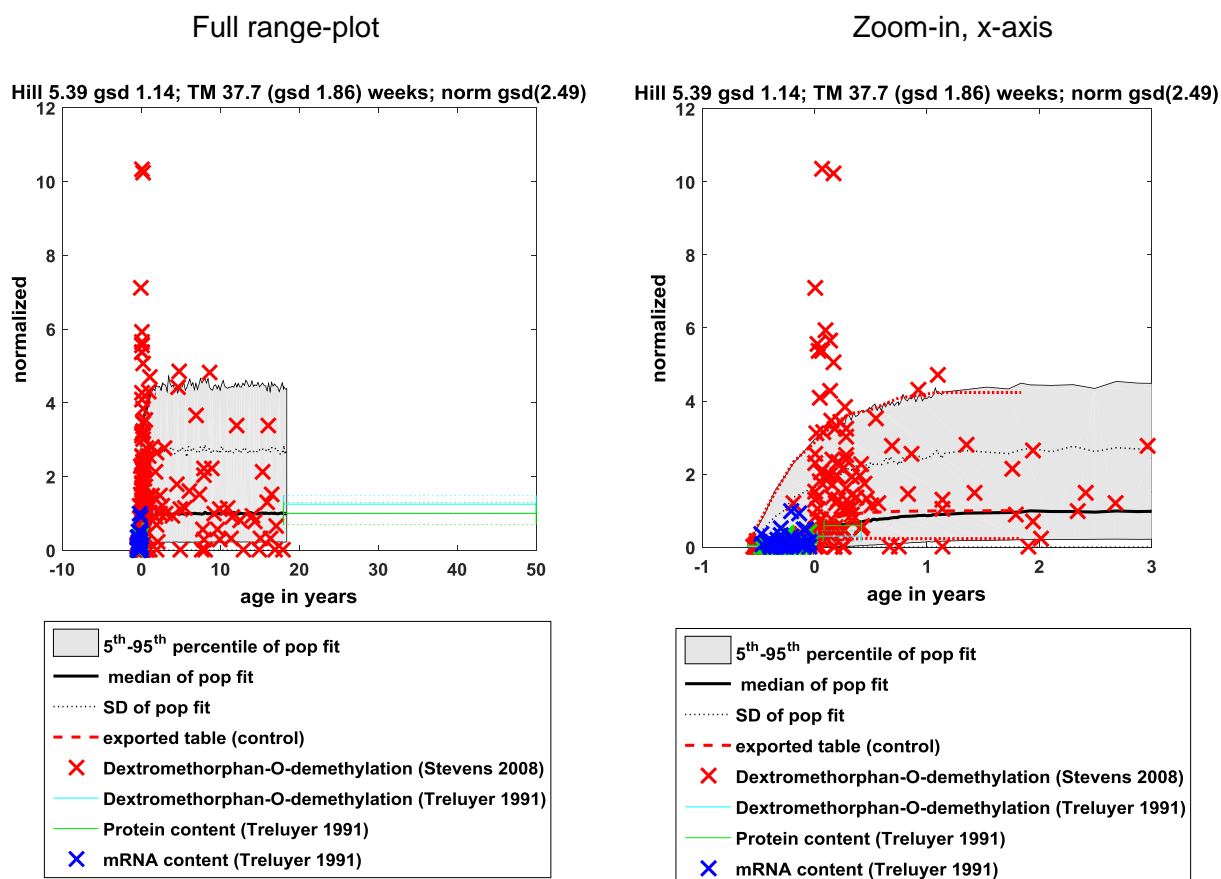 Full range-plot
Hill 5.39 gsd 1.14; TM 37.7 (gsd 1.86) weeks; norm gsd(2.49)
12
10
8
6
4
2
0
normalized
-10
0
10
20
30
40
50
age in years
5th-95th percentile of pop fit
median of pop fit
SD of pop fit
exported table (control)
Dextromethorphan-O-demethylation (Stevens 2008)
Dextromethorphan-O-demethylation (Treluyer 1991)
Protein content (Treluyer 1991)
mRNA content (Treluyer 1991)
Zoom-in, x-axis
Hill 5.39 gsd 1.14; TM 37.7 (gsd 1.86) weeks; norm gsd(2.49)
12
10
8
6
4
2
0
normalized
-1
0
1
2
3
age in years
5th-95th percentile of pop fit
median of pop fit
SD of pop fit
exported table (control)
Dextromethorphan-O-demethylation (Stevens 2008)
Dextromethorphan-O-demethylation (Treluyer 1991)
Protein content (Treluyer 1991)
mRNA content (Treluyer 1991)